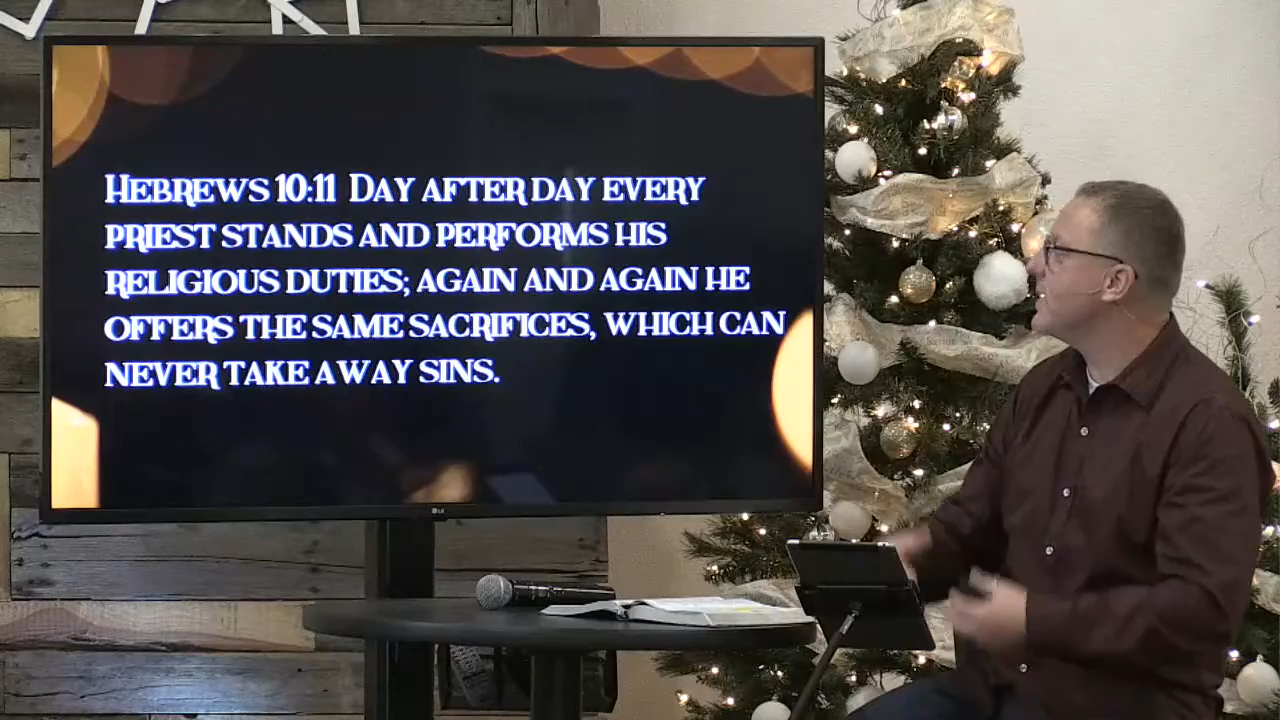 Hebrews 10:11 Day after day every
priest stands and performs his
religious duties; again and again he
offers the same sacrifices, which can
never take away sins.
LG